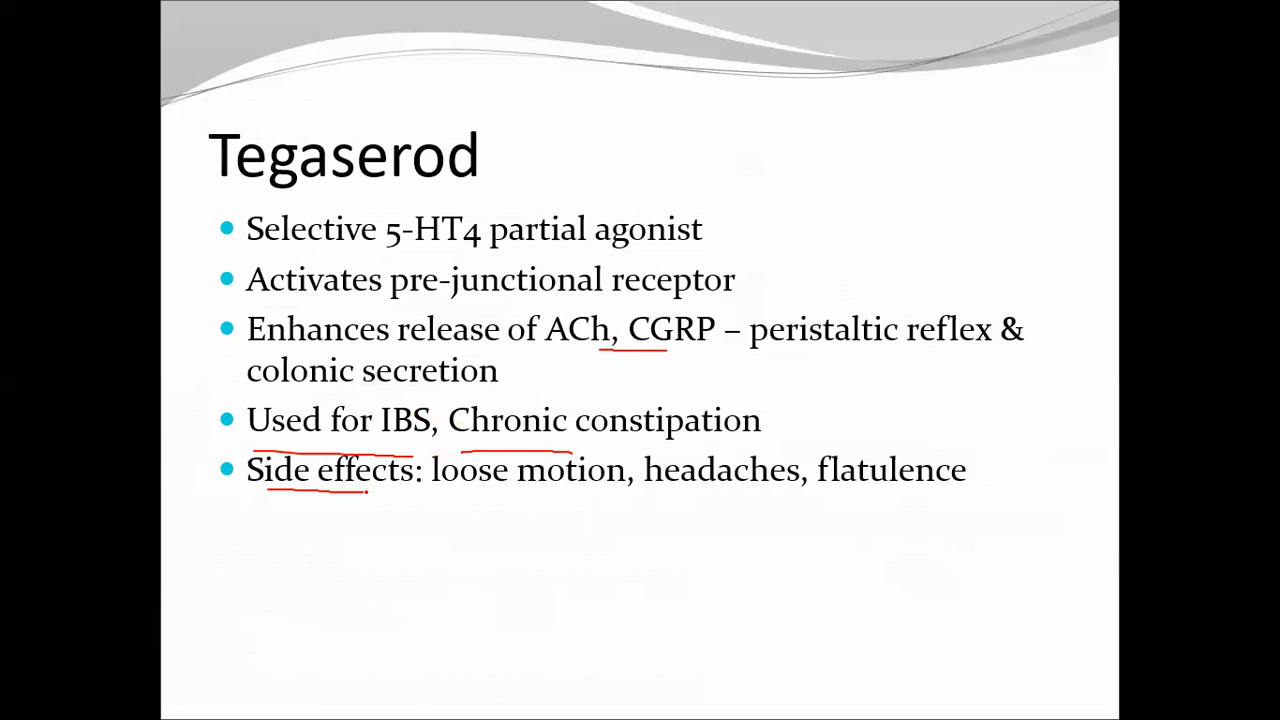 Tegaserod
Selective 5-HT4 partial agonist
Activates pre-junctional receptor
Enhances release of ACh, CGRP – peristaltic reflex &
colonic secretion
Used for IBS, Chronic constipation
Side effects: loose motion, headaches, flatulence